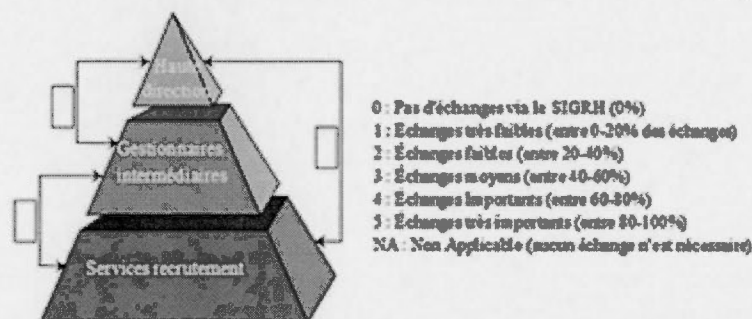 Haute
direction
Gestionnaires
intermédiaires
Services recrutement
0 : Pas d'échanges via le SIGRH (0%)
1 : Echanges très faibles (entre 0-20% des échanges)
2 : Échanges faibles (entre 20-40%)
3 : Échanges moyens (entre 40-60%)
4 : Echanges Importants (entre 60-80%)
5 : Échanges très importants (entre 80-100%)
NA : Non Applicable (aucun échange n'est nécessaire)